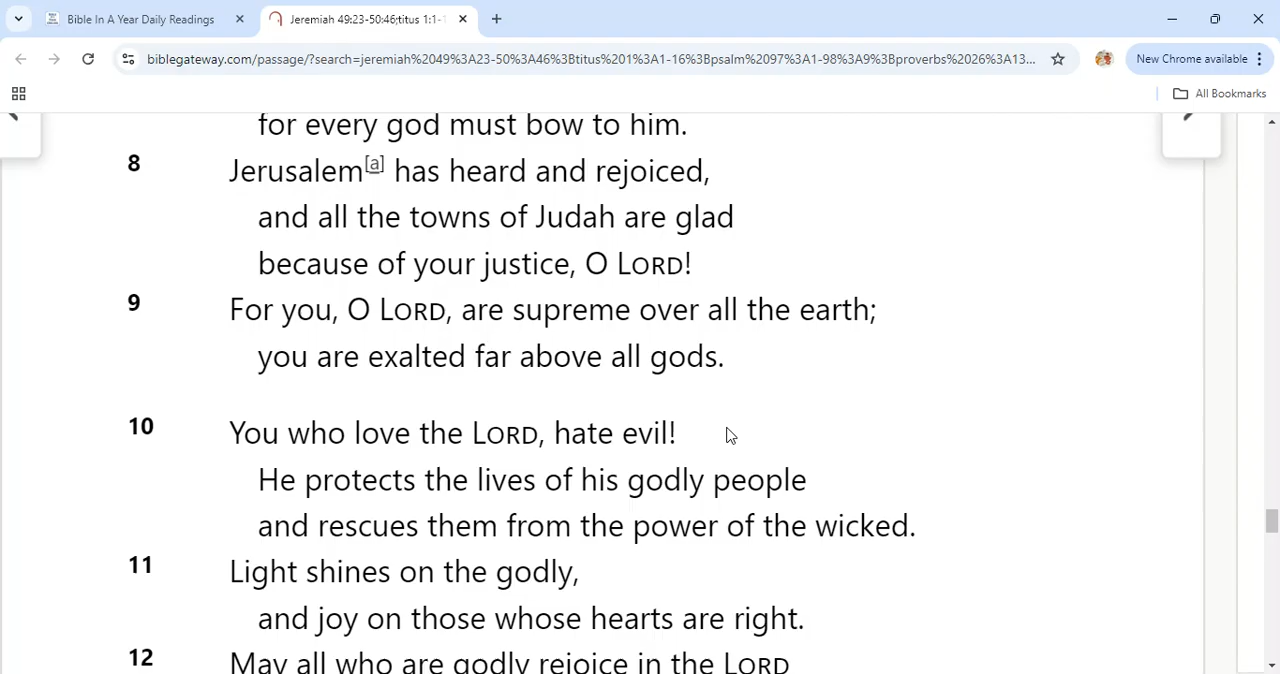 Bible In A Year Daily Readings
Jeremiah 49:23-50:46;titus 1:1-1
biblegateway.com/passage/?search=jeremiah%2049%3A23-50%3A46%3Btitus%201%3A1-16%3Bpsalm%2097%3A1-98%3A9%3Bproverbs%2026%3A13...
New Chrome available
All Bookmarks
for every god must bow to him.
8 Jerusalem[a] has heard and rejoiced,
and all the towns of Judah are glad
because of your justice, O LORD!
9 For you, O LORD, are supreme over all the earth;
you are exalted far above all gods.
10 You who love the LORD, hate evil!
He protects the lives of his godly people
and rescues them from the power of the wicked.
11 Light shines on the godly,
and joy on those whose hearts are right.
12 May all who are godly rejoice in the LORD